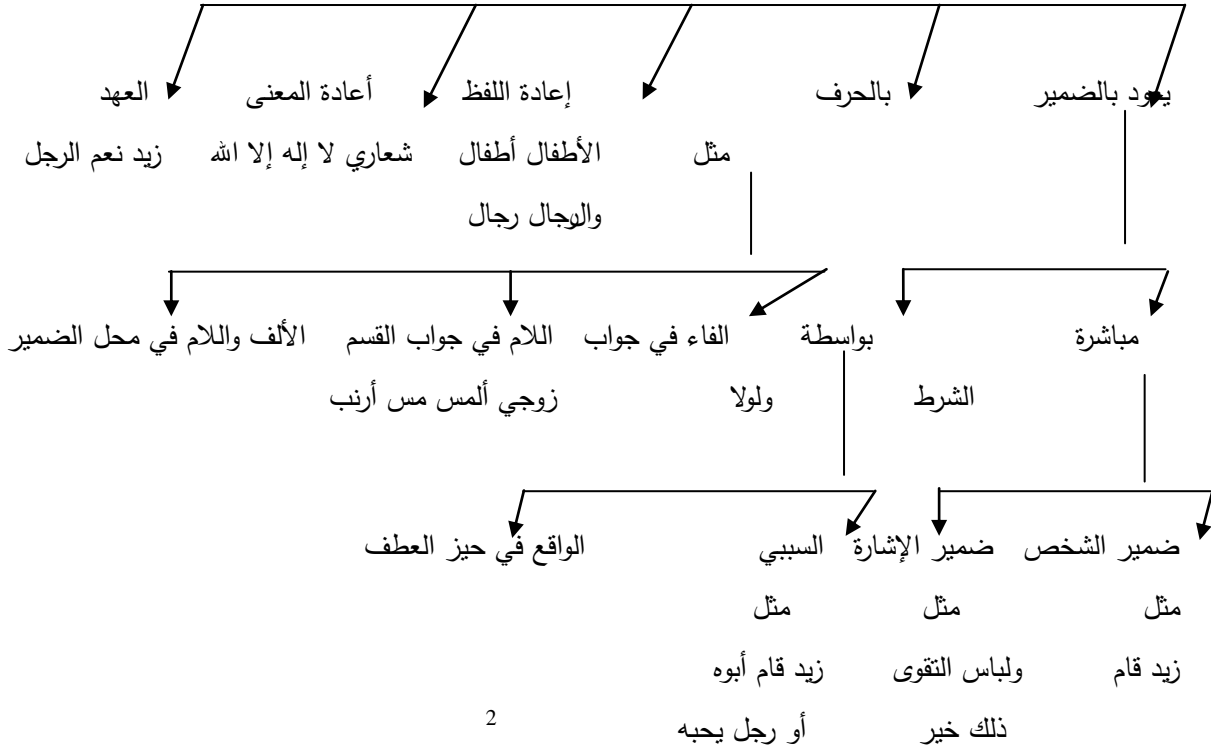 يعود بالضمير بالحرف إعادة اللفظ أعادة المعنى العهد
مثل الأطفال أطفال شعاري لا إله إلا الله زيد نعم الرجل
والرجال رجال
مباشرة بواسطة الفاء في جواب اللام في جواب القسم الألف واللام في محل الضمير
الشرط ولولا زوجي ألمس مس أرنب
ضمير الشخص ضمير الإشارة السببي الواقع في حيز العطف
مثل مثل مثل
زيد قام ولباس التقوى زيد قام أبوه
ذلك خير أو رجل يحبه
2